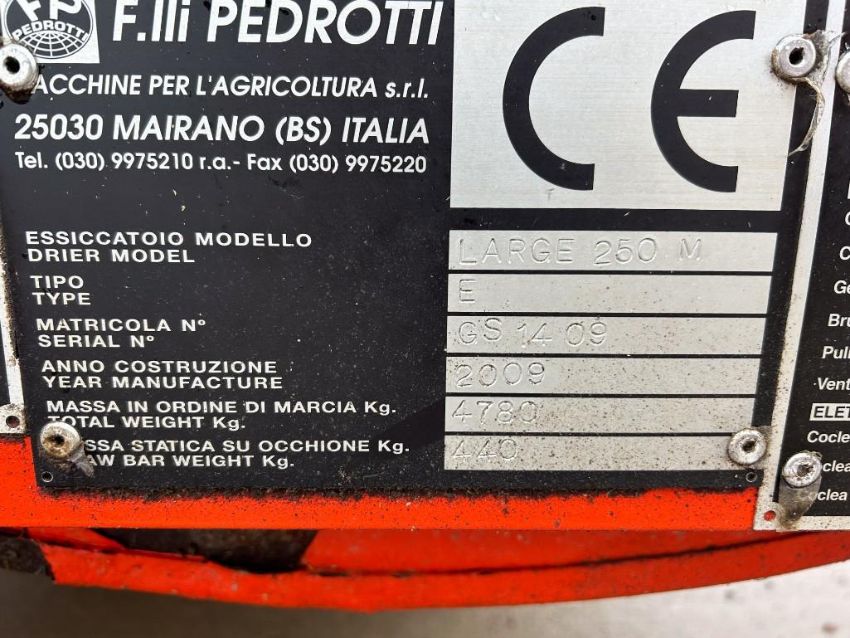 PEDROTTI
F.lli PEDROTTI
MACCHINE PER L'AGRICOLTURA s.r.l.
25030 MAIRANO (BS) ITALIA
Tel. (030) 9975210 r.a.- Fax (030) 9975220
CE
ESSICCATOIO MODELLO
DRIER MODEL
LARGE 250 M
TIPO
TYPE
E
MATRICOLA N°
SERIAL N°
GS 14 09
ANNO COSTRUZIONE
YEAR MANUFACTURE
2009
MASSA IN ORDINE DI MARCIA Kg.
TOTAL WEIGHT Kg.
4780
STATICA SU OCCHIONE Kg.
BAR WEIGHT Kg.
440
Ge
Bru
Puli
Vent
ELET
Cocle
Coclea